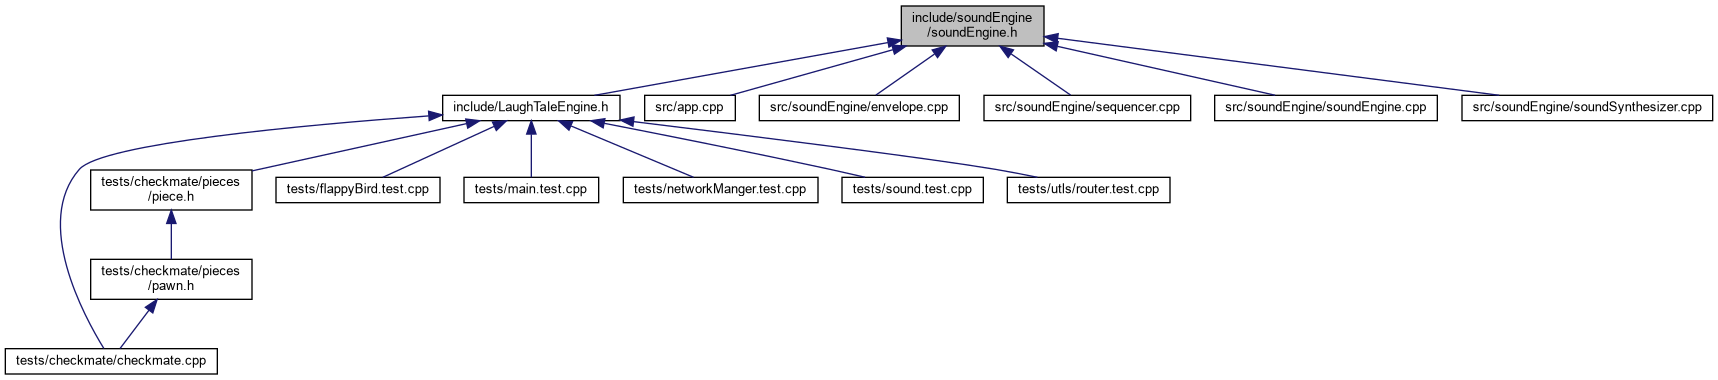 include/soundEngine
/soundEngine.h
include/LaughTaleEngine.h
src/app.cpp
src/soundEngine/envelope.cpp
src/soundEngine/sequencer.cpp
src/soundEngine/soundEngine.cpp
src/soundEngine/soundSynthesizer.cpp
tests/checkmate/pieces
/piece.h
tests/flappyBird.test.cpp
tests/main.test.cpp
tests/networkManger.test.cpp
tests/sound.test.cpp
tests/utls/router.test.cpp
tests/checkmate/pieces
/pawn.h
tests/checkmate/checkmate.cpp